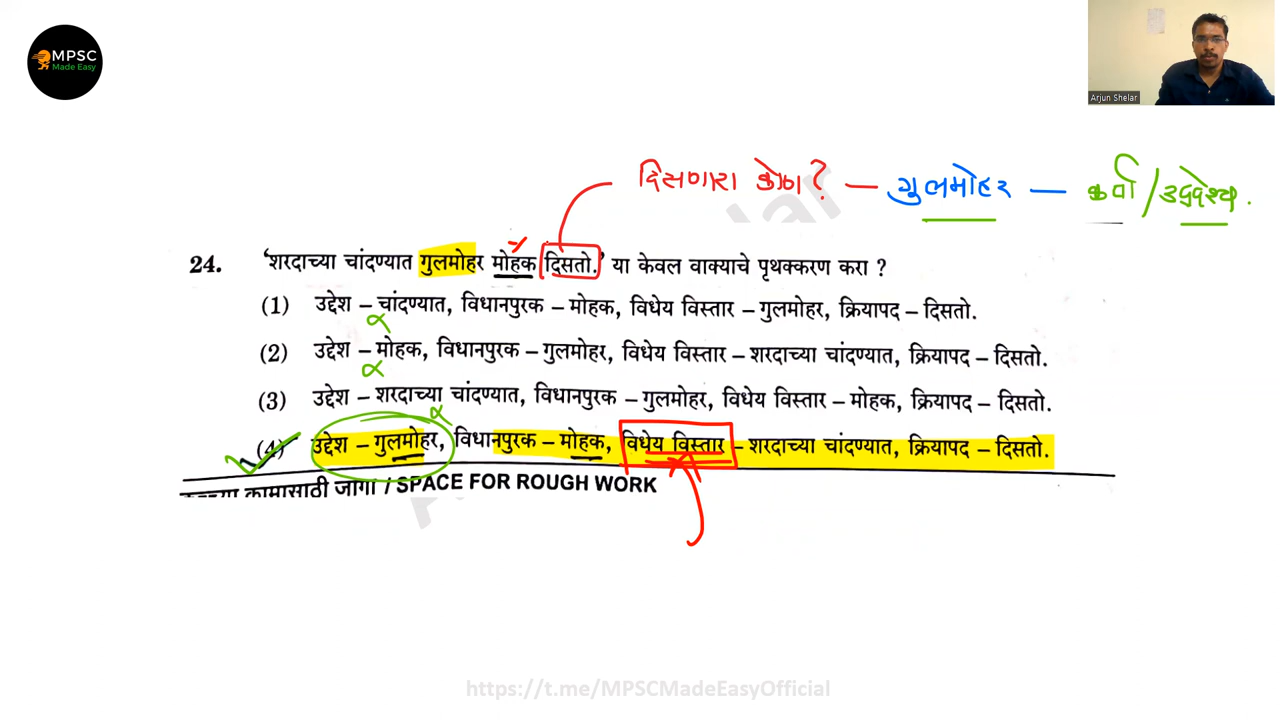 MPSC
Made Easy
Arjun Shelar
दिसणारा कोण? — गुलमोहर — कर्ता/उद्देश्य.
24. 'शरदाच्या चांदण्यात गुलमोहर मोहक दिसतो.' या केवल वाक्याचे पृथक्करण करा ?
(1) उद्देश – चांदण्यात, विधानपुरक – मोहक, विधेय विस्तार – गुलमोहर, क्रियापद – दिसतो.
(2) उद्देश – मोहक, विधानपुरक – गुलमोहर, विधेय विस्तार – शरदाच्या चांदण्यात, क्रियापद – दिसतो.
(3) उद्देश – शरदाच्या चांदण्यात, विधानपुरक – गुलमोहर, विधेय विस्तार – मोहक, क्रियापद – दिसतो.
(4) उद्देश – गुलमोहर, विधानपुरक – मोहक, विधेय विस्तार – शरदाच्या चांदण्यात, क्रियापद – दिसतो.
कामासाठी जागा / SPACE FOR ROUGH WORK
https://t.me/MPSCMadeEasyOfficial